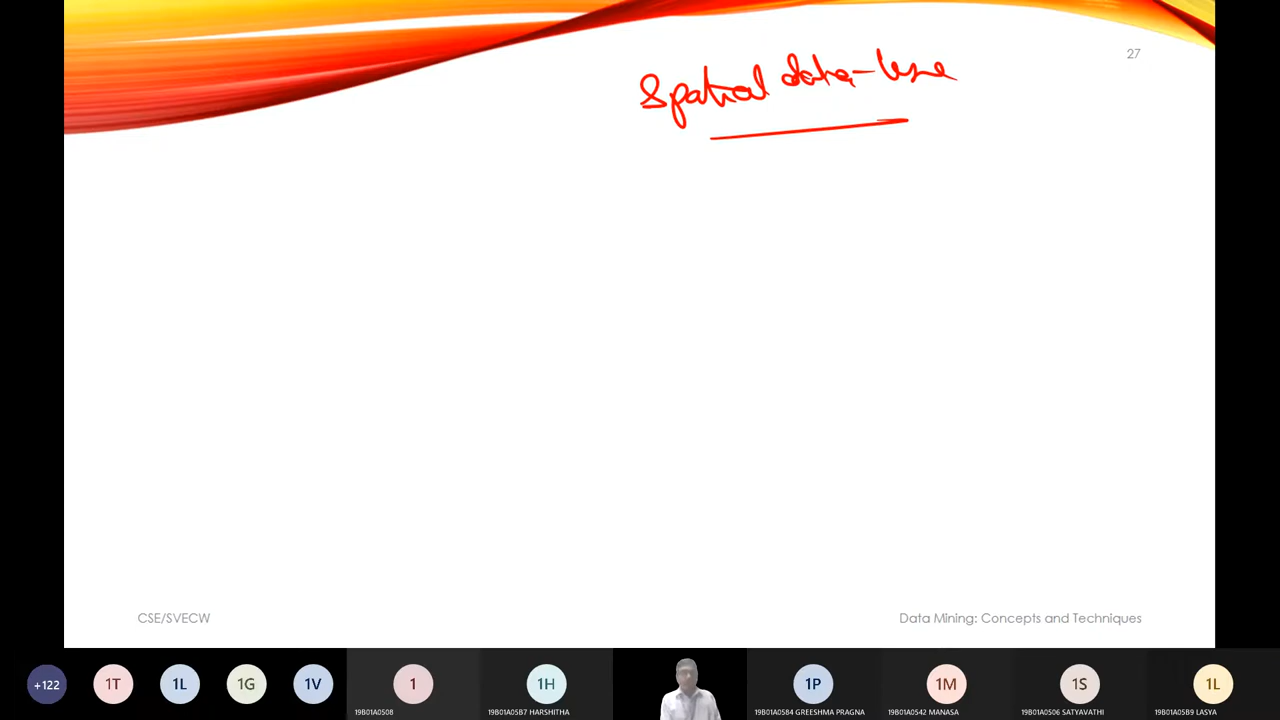 27
Spatial data-base
CSE/SVECW
Data Mining: Concepts and Techniques
+122
1T
1L
1G
1V
1
1H
1P
1M
1S
1L
19B01A0508
19B01A05B7 HARSHITHA
19B01A0584 GREESHMA PRAGNA
19B01A0542 MANASA
19B01A0506 SATYAVATHI
19B01A05B9 LASYA